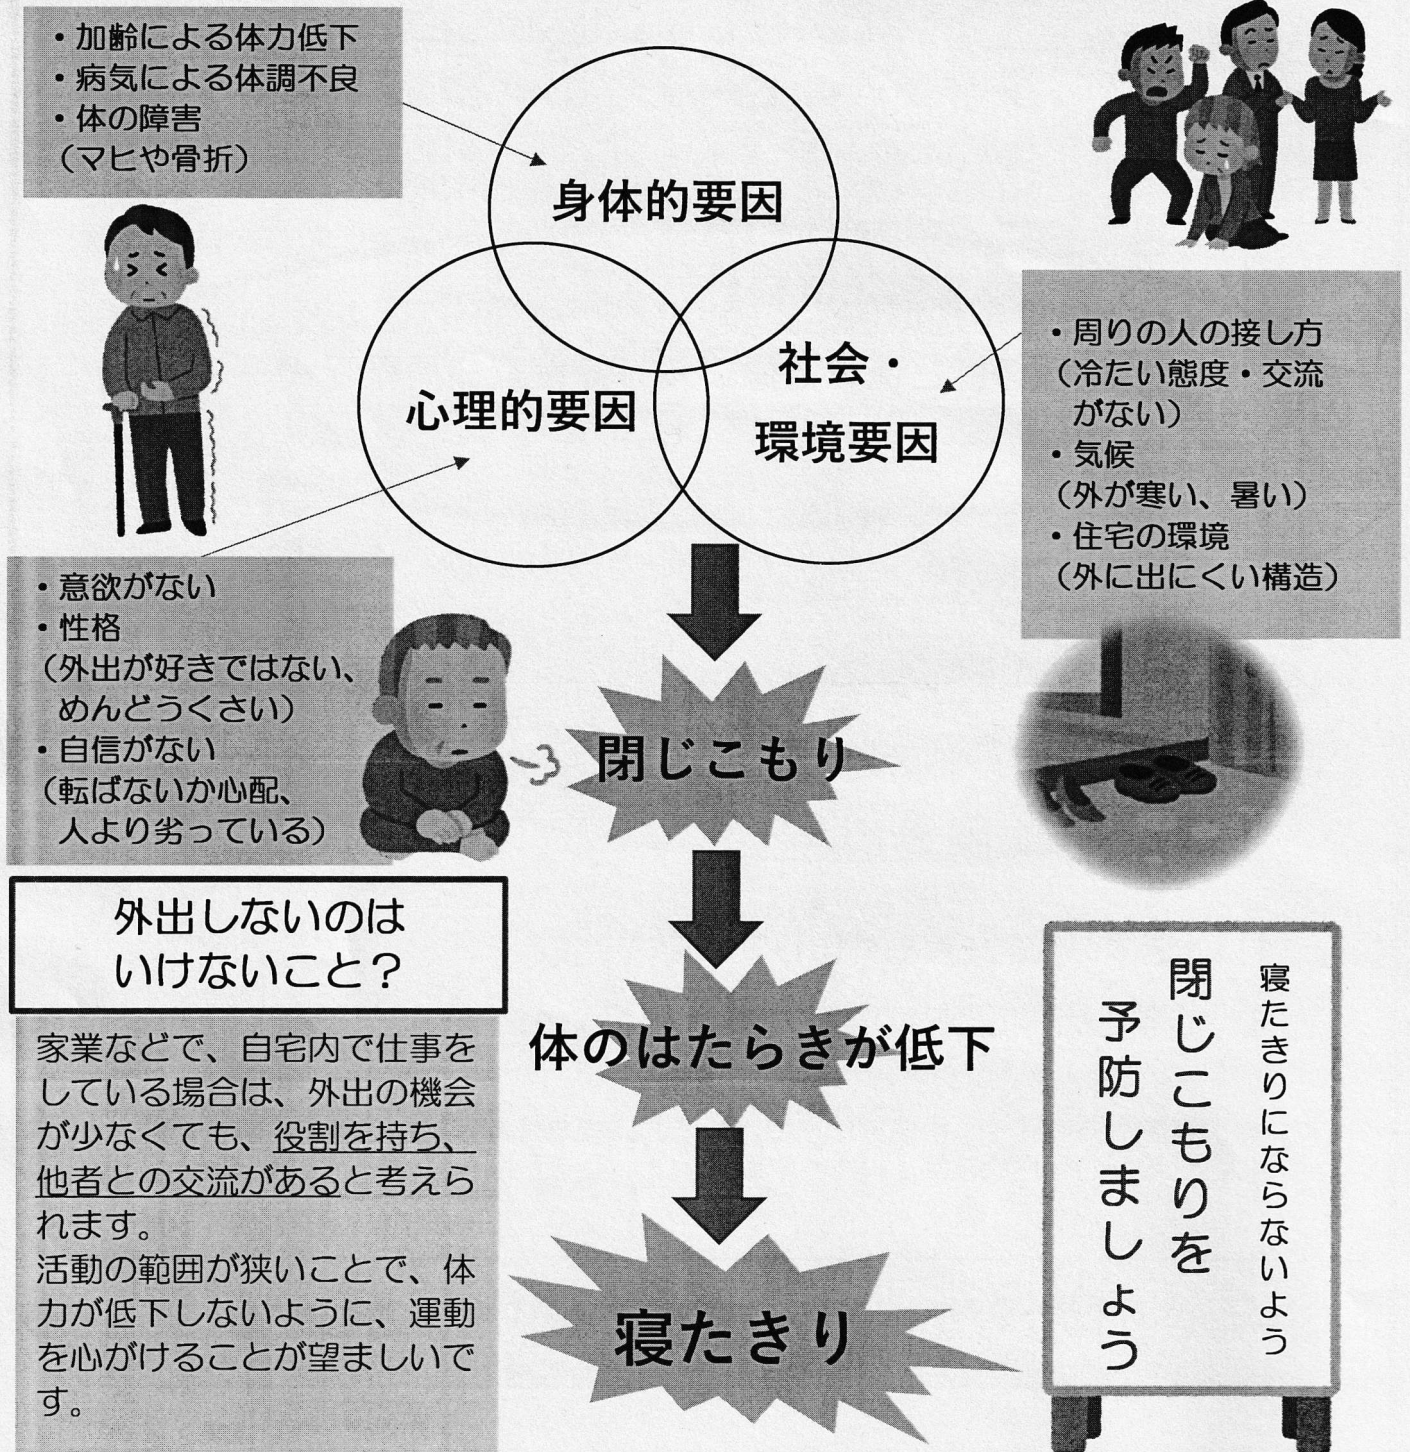 ・加齢による体力低下
・病気による体調不良
・体の障害
（マヒや骨折）
身体的要因
心理的要因
社会・
環境要因
・周りの人の接し方
（冷たい態度・交流
がない）
・気候
（外が寒い、暑い）
・住宅の環境
（外に出にくい構造）
・意欲がない
・性格
（外出が好きではない、
めんどうくさい）
・自信がない
（転ばないか心配、
人より劣っている）
閉じこもり
体のはたらきが低下
寝たきり
外出しないのは
いけないこと？
家業などで、自宅内で仕事を
している場合は、外出の機会
が少なくても、役割を持ち、
他者との交流があると考えら
れます。
活動の範囲が狭いことで、体
力が低下しないように、運動
を心がけることが望ましいで
す。
寝たきりにならないよう
閉じこもりを
予防しましょう